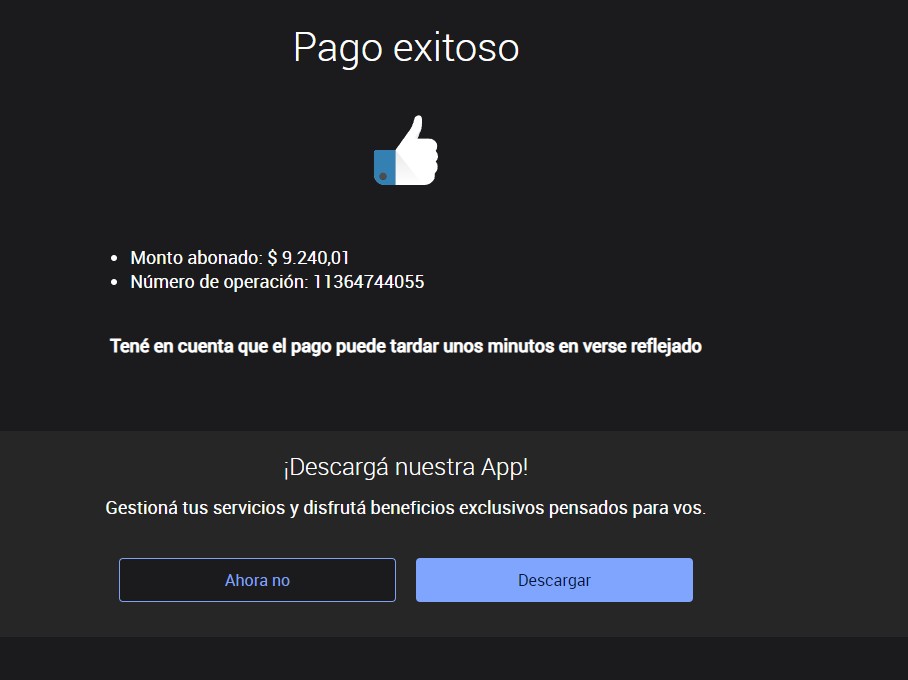 Pago exitoso
Monto abonado: $ 9.240,01
Número de operación: 11364744055
Tené en cuenta que el pago puede tardar unos minutos en verse reflejado
¡Descargá nuestra App!
Gestioná tus servicios y disfrutá beneficios exclusivos pensados para vos.
Ahora no
Descargar